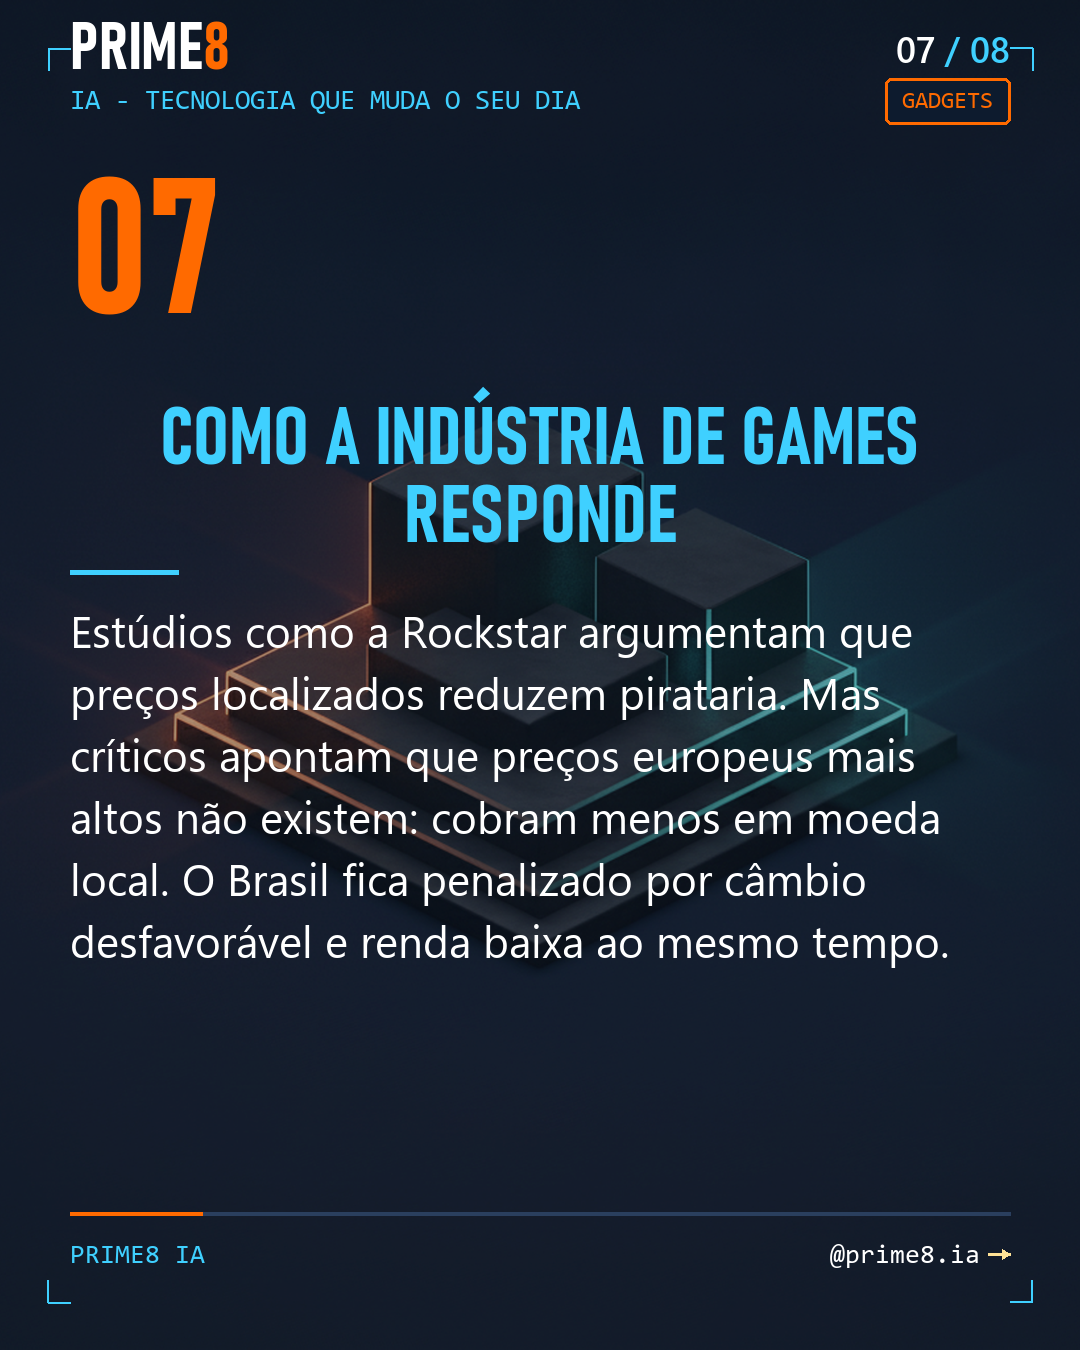 PRIME8
07 / 08
IA - TECNOLOGIA QUE MUDA O SEU DIA
GADGETS
07
COMO A INDÚSTRIA DE GAMES
RESPONDE
Estúdios como a Rockstar argumentam que
preços localizados reduzem pirataria. Mas
críticos apontam que preços europeus mais
altos não existem: cobram menos em moeda
local. O Brasil fica penalizado por câmbio
desfavorável e renda baixa ao mesmo tempo.
PRIME8 IA
@prime8.ia